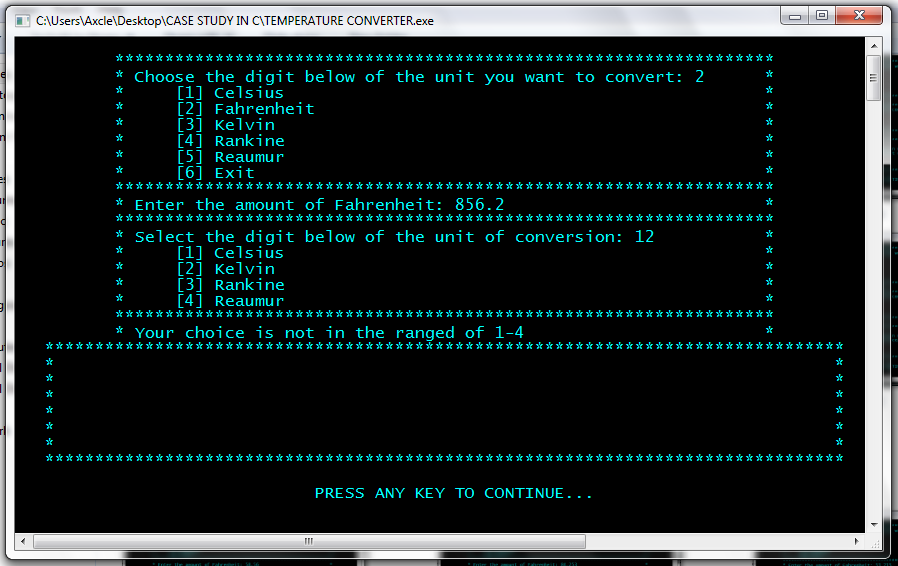 C:\Users\Axcle\Desktop\CASE STUDY IN C\TEMPERATURE CONVERTER.exe
*******************************************************************
* Choose the digit below of the unit you want to convert: 2 *
* [1] Celsius *
* [2] Fahrenheit *
* [3] Kelvin *
* [4] Rankine *
* [5] Reaumur *
* [6] Exit *
*******************************************************************
* Enter the amount of Fahrenheit: 856.2 *
*******************************************************************
* Select the digit below of the unit of conversion: 12 *
* [1] Celsius *
* [2] Kelvin *
* [3] Rankine *
* [4] Reaumur *
*******************************************************************
* Your choice is not in the ranged of 1-4 *
*********************************************************************************
* *
* *
* *
* *
* *
* *
*********************************************************************************
PRESS ANY KEY TO CONTINUE...